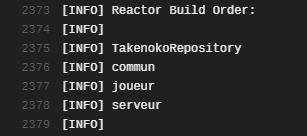 2373 [INFO] Reactor Build Order:
2374 [INFO]
2375 [INFO] TakenokoRepository
2376 [INFO] commun
2377 [INFO] joueur
2378 [INFO] serveur
2379 [INFO]